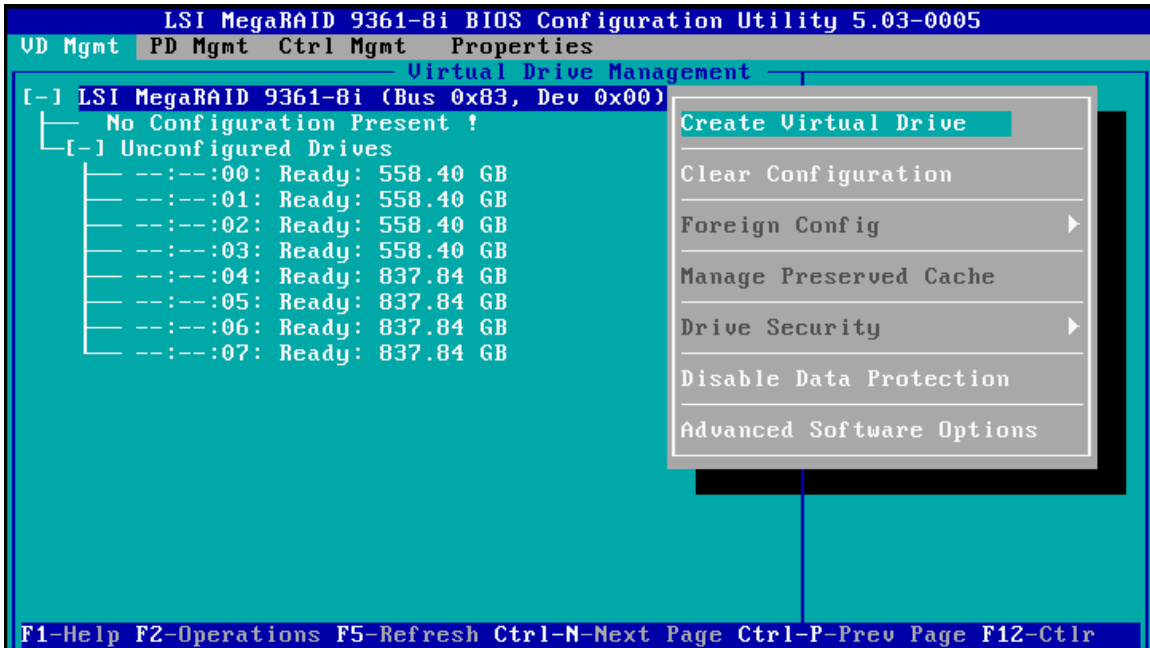 LSI MegaRAID 9361-8i BIOS Configuration Utility 5.03-0005
VD Mgmt PD Mgmt Ctrl Mgmt Properties
Virtual Drive Management
[-] LSI MegaRAID 9361-8i (Bus 0x83, Dev 0x00)
No Configuration Present !
[-] Unconfigured Drives
--:--:00: Ready: 558.40 GB
--:--:01: Ready: 558.40 GB
--:--:02: Ready: 558.40 GB
--:--:03: Ready: 558.40 GB
--:--:04: Ready: 837.84 GB
--:--:05: Ready: 837.84 GB
--:--:06: Ready: 837.84 GB
--:--:07: Ready: 837.84 GB
Create Virtual Drive
Clear Configuration
Foreign Config
Manage Preserved Cache
Drive Security
Disable Data Protection
Advanced Software Options
F1-Help F2-Operations F5-Refresh Ctrl-N-Next Page Ctrl-P-Prev Page F12-Ctlr